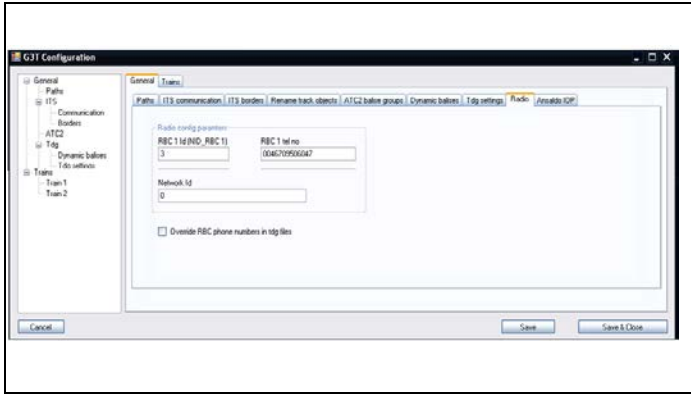 G3T Configuration
General
Paths
ITS
Communication
Borders
ATC2
Tdg
Dynamic balises
Tdg settings
Trains
Train 1
Train 2
General Trains
Paths ITS communication ITS borders Rename track objects ATC2 balise groups Dynamic balises Tdg settings Radio Ansaldo IOP
Radio config parameters
RBC 1 Id (NID_RBC 1) RBC 1 tel no
3 0046709506047
Network Id
0
Override RBC phone numbers in tdg files
Cancel Save Save & Close